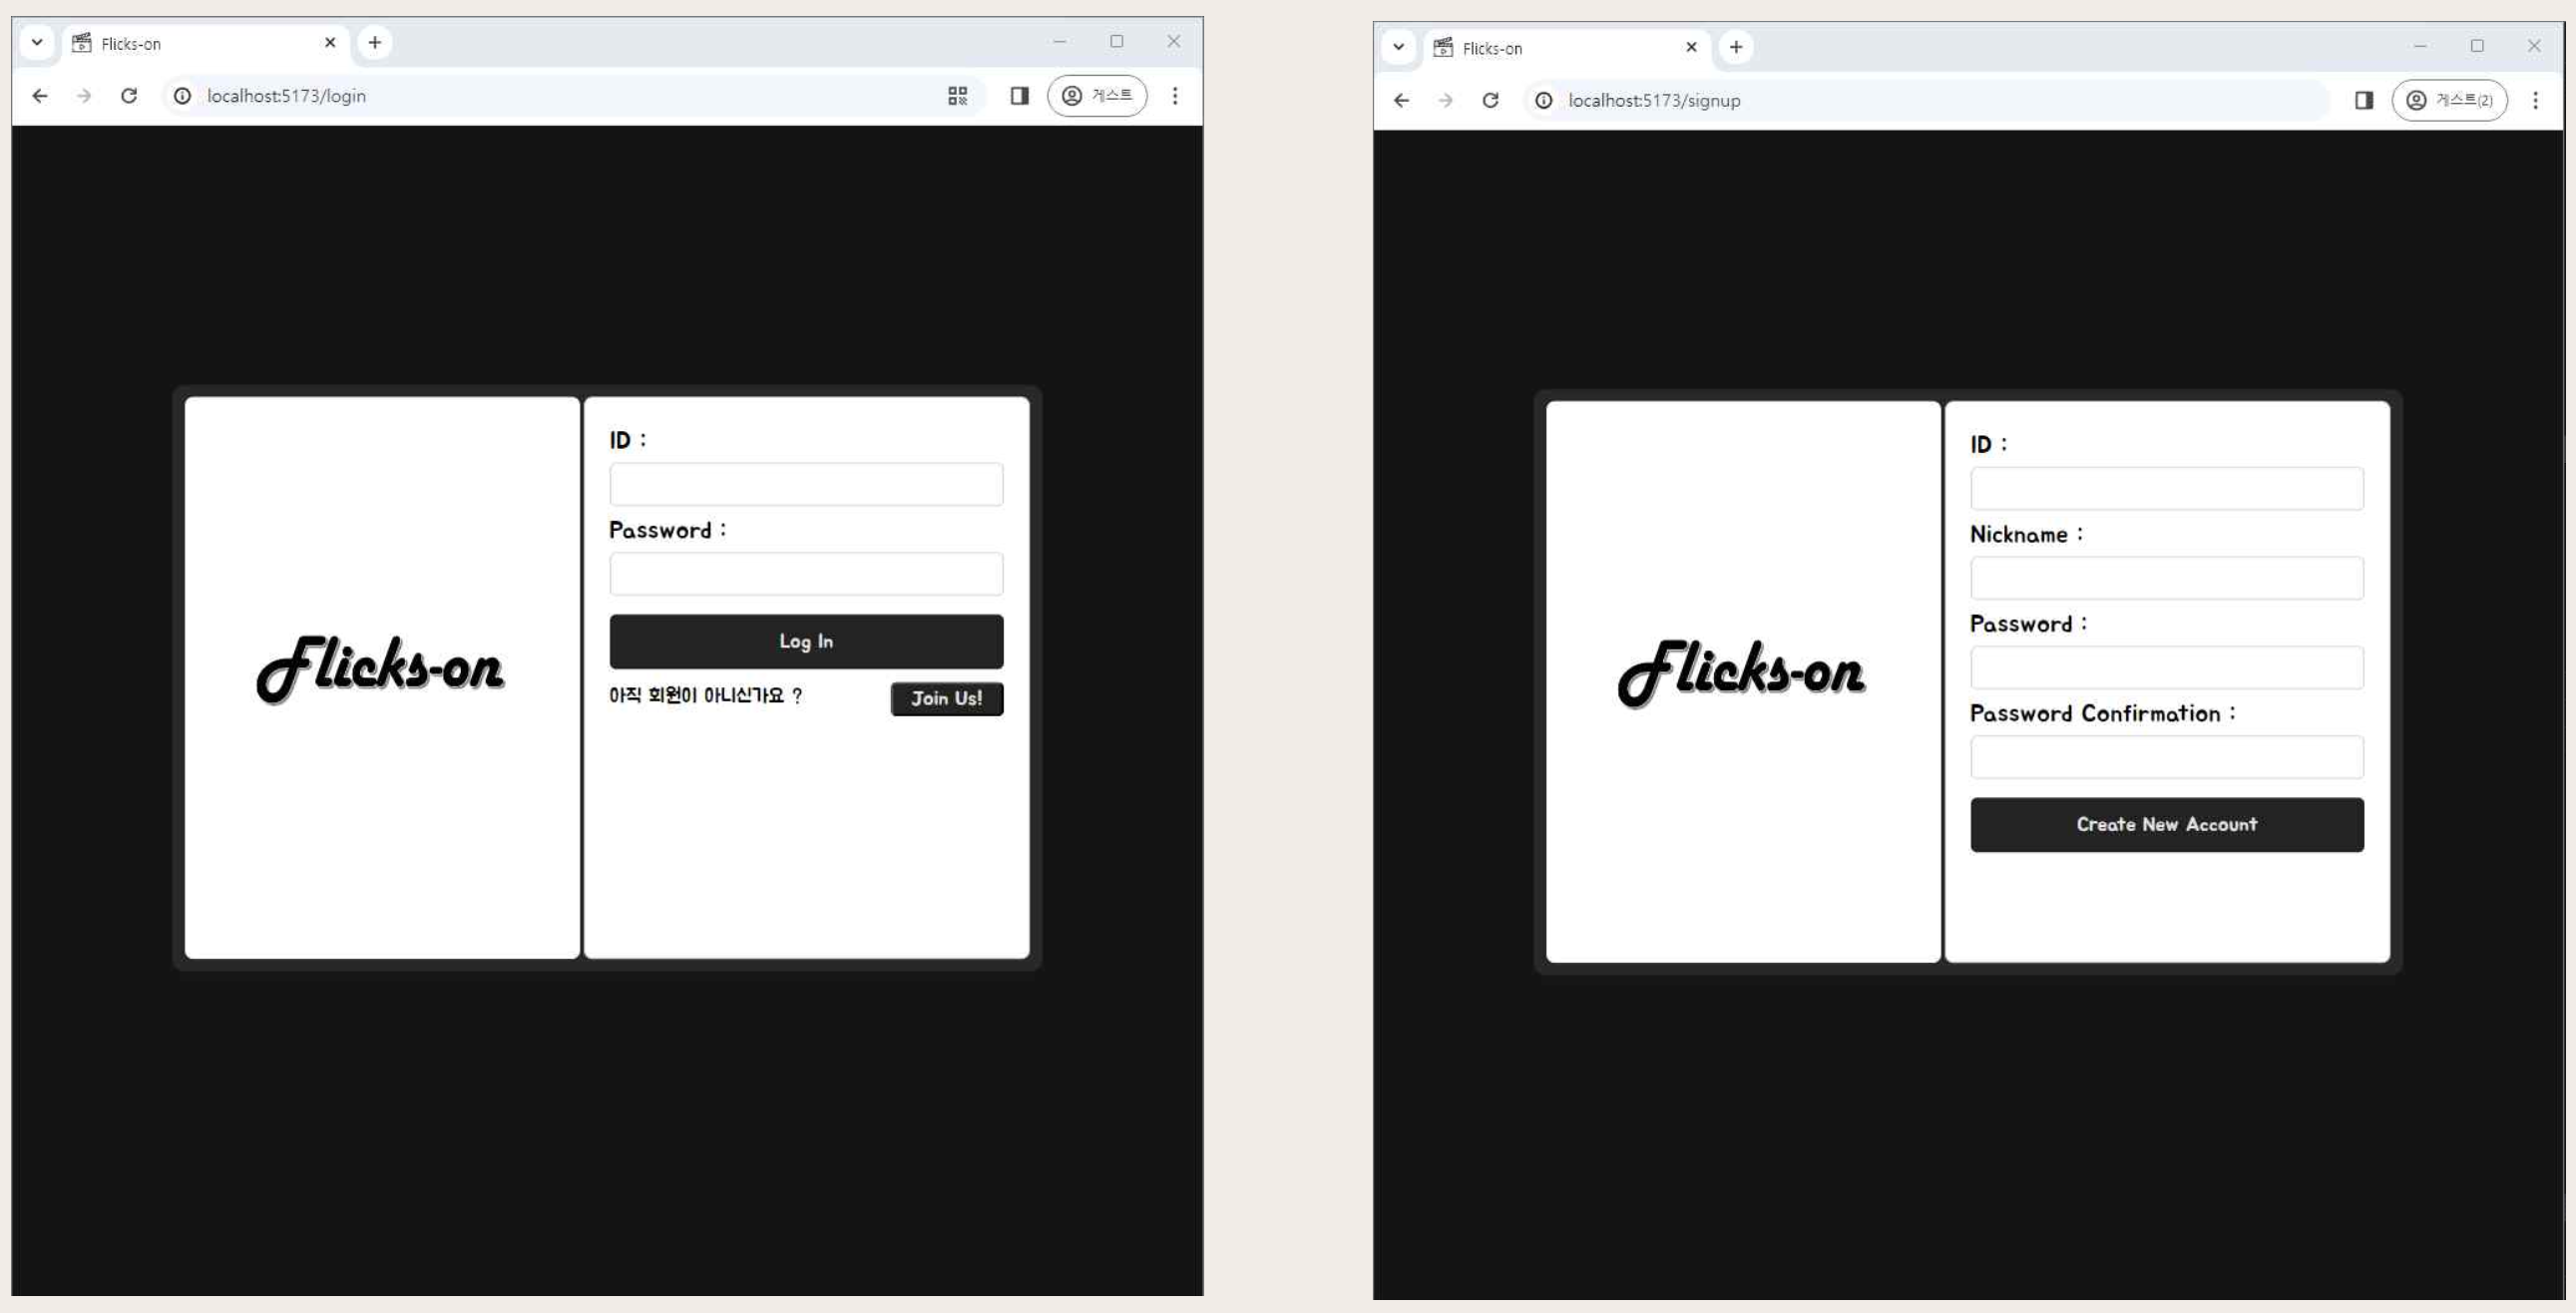 Flicks-on
localhost:5173/login
게스트
Flicks-on
ID :
Password :
Log In
아직 회원이 아니신가요 ?
Join Us!
Flicks-on
localhost:5173/signup
게스트(2)
Flicks-on
ID :
Nickname :
Password :
Password Confirmation :
Create New Account